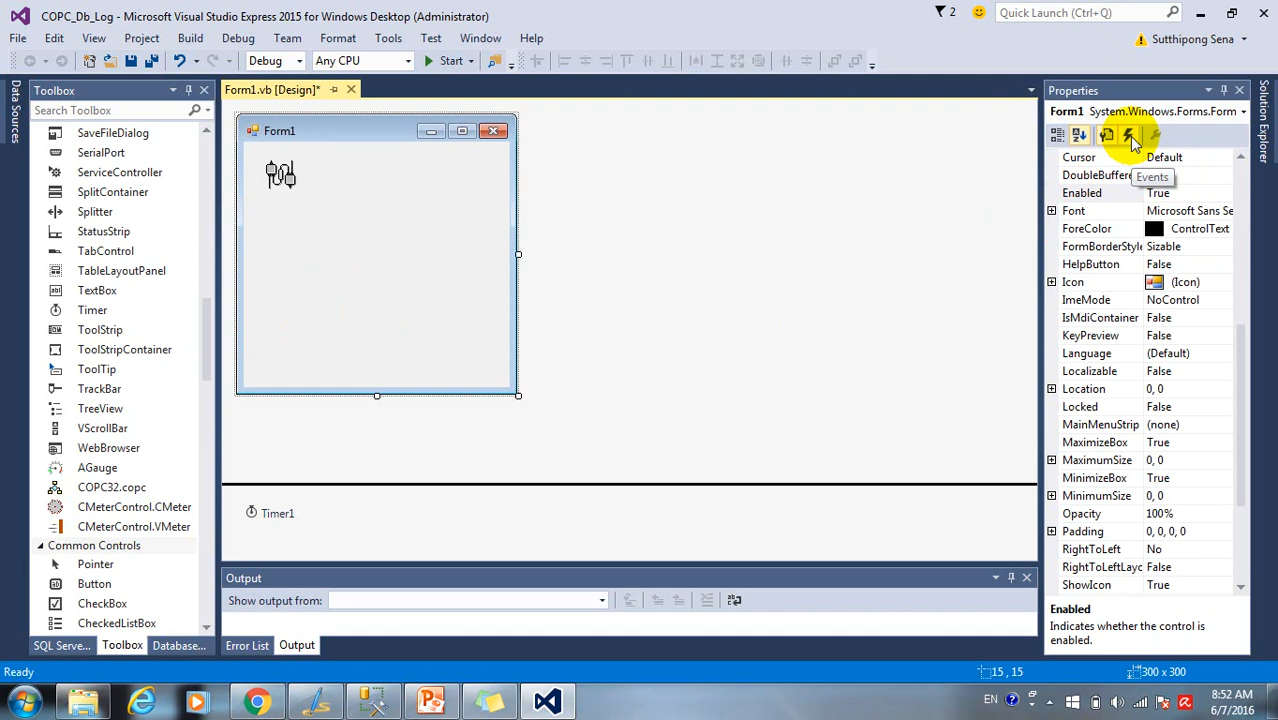 COPC_Db_Log - Microsoft Visual Studio Express 2015 for Windows Desktop (Administrator)
2
Quick Launch (Ctrl+Q)
File Edit View Project Build Debug Team Format Tools Test Window Help
Sutthipong Sena
Debug
Any CPU
Start
Data Sources
Toolbox
Search Toolbox
SaveFileDialog
SerialPort
ServiceController
SplitContainer
Splitter
StatusStrip
TabControl
TableLayoutPanel
TextBox
Timer
ToolStrip
ToolStripContainer
ToolTip
TrackBar
TreeView
VScrollBar
WebBrowser
AGauge
COPC32.copc
CMeterControl.CMeter
CMeterControl.VMeter
Common Controls
Pointer
Button
CheckBox
CheckedListBox
SQL Serve...
Toolbox
Database...
Form1.vb [Design]*
Form1
Timer1
Output
Show output from:
Error List
Output
Properties
Form1 System.Windows.Forms.Form
Events
Cursor Default
DoubleBuffere
Enabled True
Font Microsoft Sans Se
ForeColor ControlText
FormBorderStyle Sizable
HelpButton False
Icon (Icon)
ImeMode NoControl
IsMdiContainer False
KeyPreview False
Language (Default)
Localizable False
Location 0, 0
Locked False
MainMenuStrip (none)
MaximizeBox True
MaximumSize 0, 0
MinimizeBox True
MinimumSize 0, 0
Opacity 100%
Padding 0, 0, 0, 0
RightToLeft No
RightToLeftLayc False
ShowIcon True
Enabled
Indicates whether the control is
enabled.
Solution Explorer
Ready
15 , 15
300 x 300
EN
8:52 AM
6/7/2016